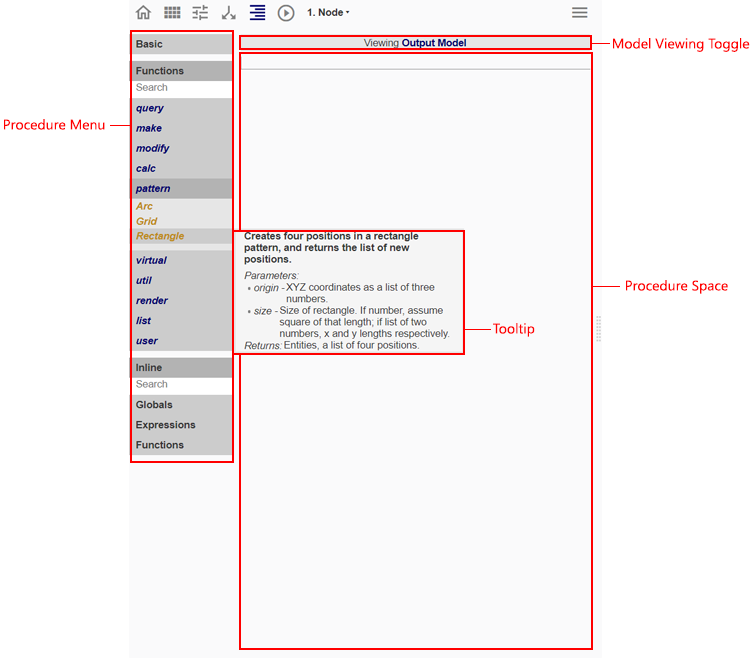 1. Node
Basic
Viewing Output Model
Model Viewing Toggle
Functions
Search
query
Procedure Menu
make
modify
calc
pattern
Arc
Grid
Rectangle
Creates four positions in a rectangle
pattern, and returns the list of new
positions.
Parameters:
• origin - XYZ coordinates as a list of three
numbers.
• size - Size of rectangle. If number, assume
square of that length; if list of two
numbers, x and y lengths respectively.
Returns: Entities, a list of four positions.
Procedure Space
Tooltip
virtual
util
render
list
user
Inline
Search
Globals
Expressions
Functions